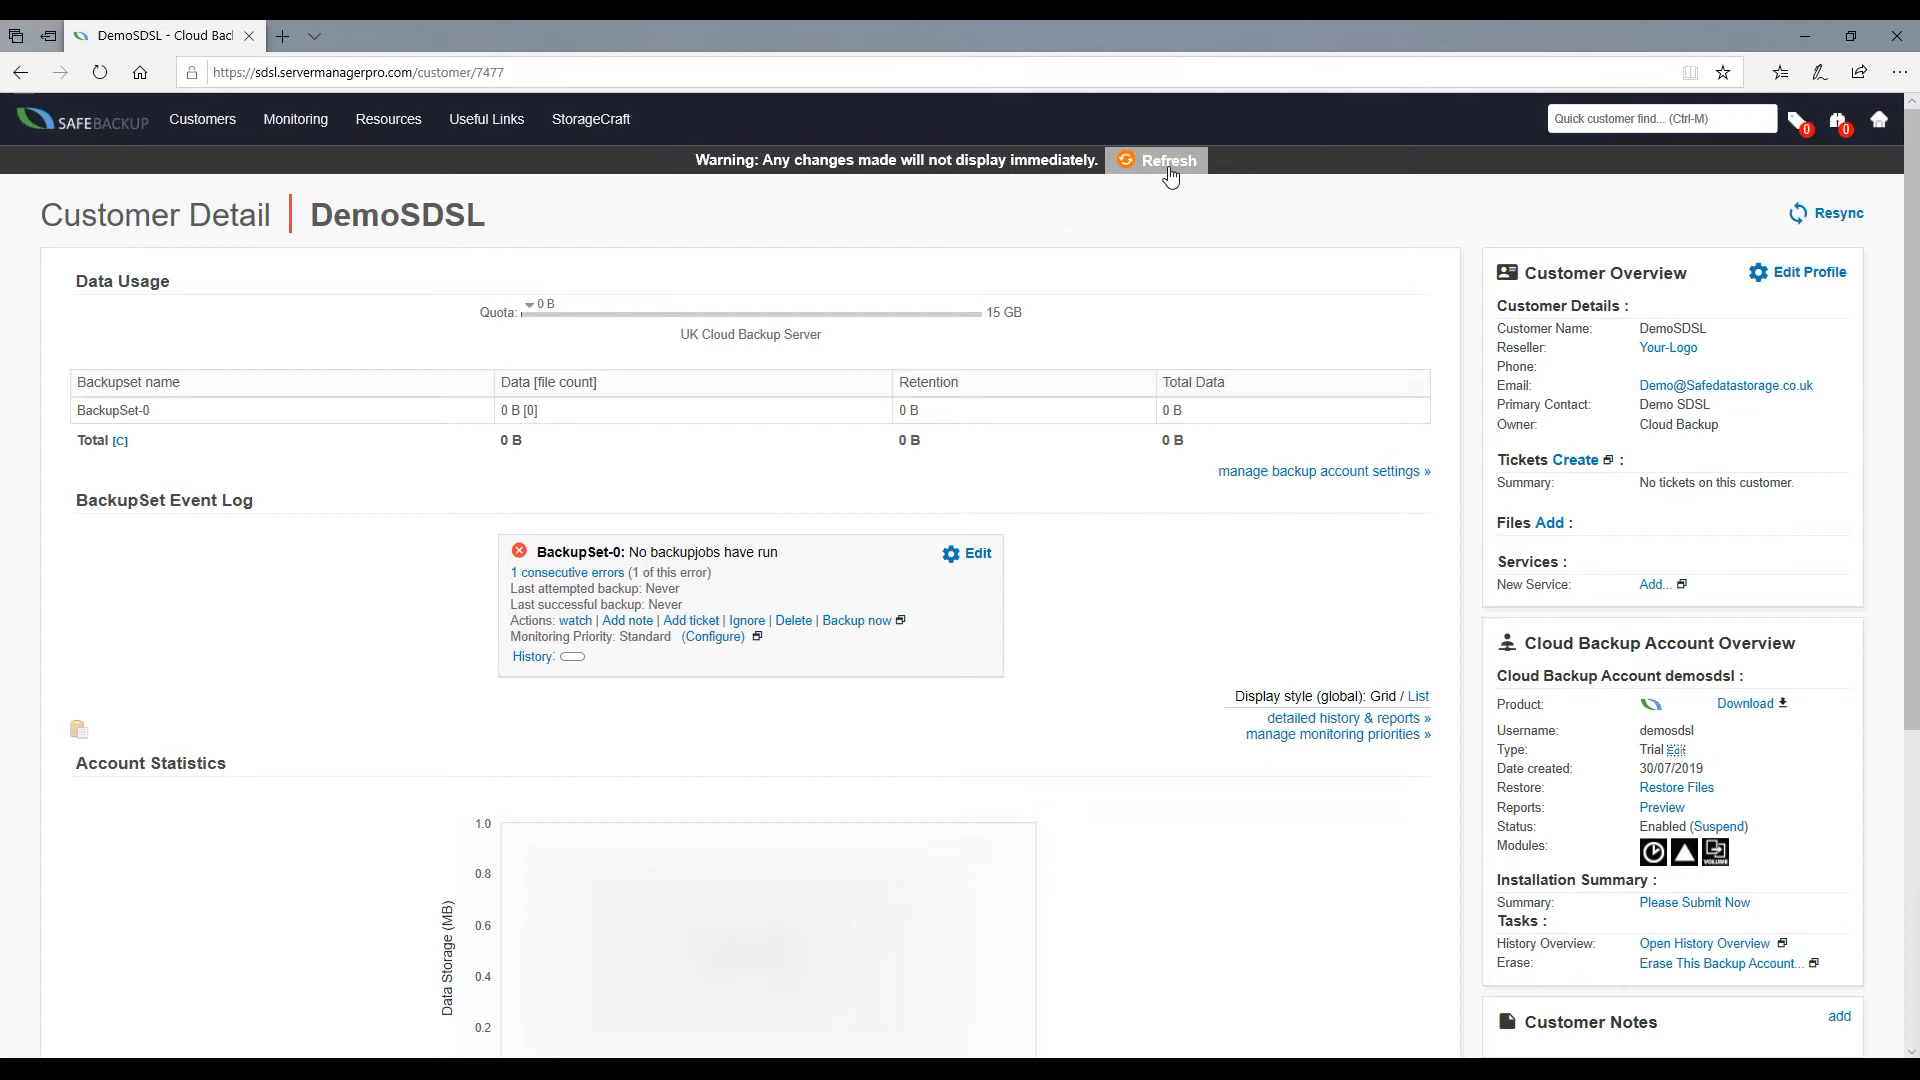 DemoSDSL - Cloud Bac
https://sdsl.servermanagerpro.com/customer/7477
SAFEBACKUP Customers Monitoring Resources Useful Links StorageCraft Quick customer find... (Ctrl-M) 0 0
Warning: Any changes made will not display immediately. Refresh
Customer Detail DemoSDSL Resync
Data Usage
Quota: 0 B 15 GB
UK Cloud Backup Server
Backupset name Data [file count] Retention Total Data
BackupSet-0 0 B [0] 0 B 0 B
Total [C] 0 B 0 B 0 B
manage backup account settings »
BackupSet Event Log
BackupSet-0: No backupjobs have run Edit
1 consecutive errors (1 of this error)
Last attempted backup: Never
Last successful backup: Never
Actions: watch | Add note | Add ticket | Ignore | Delete | Backup now
Monitoring Priority: Standard (Configure)
History:
Display style (global): Grid / List
detailed history & reports »
manage monitoring priorities »
Account Statistics
1.0
0.8
0.6
0.4
0.2
Data Storage (MB)
Customer Overview Edit Profile
Customer Details :
Customer Name: DemoSDSL
Reseller: Your-Logo
Phone:
Email: Demo@Safedatastorage.co.uk
Primary Contact: Demo SDSL
Owner: Cloud Backup
Tickets Create :
Summary: No tickets on this customer.
Files Add :
Services :
New Service: Add...
Cloud Backup Account Overview
Cloud Backup Account demosdsl :
Product: Download
Username: demosdsl
Type: Trial
Date created: 30/07/2019
Restore: Restore Files
Reports: Preview
Status: Enabled (Suspend)
Modules: VOLUME
Installation Summary :
Summary: Please Submit Now
Tasks :
History Overview: Open History Overview
Erase: Erase This Backup Account...
Customer Notes add